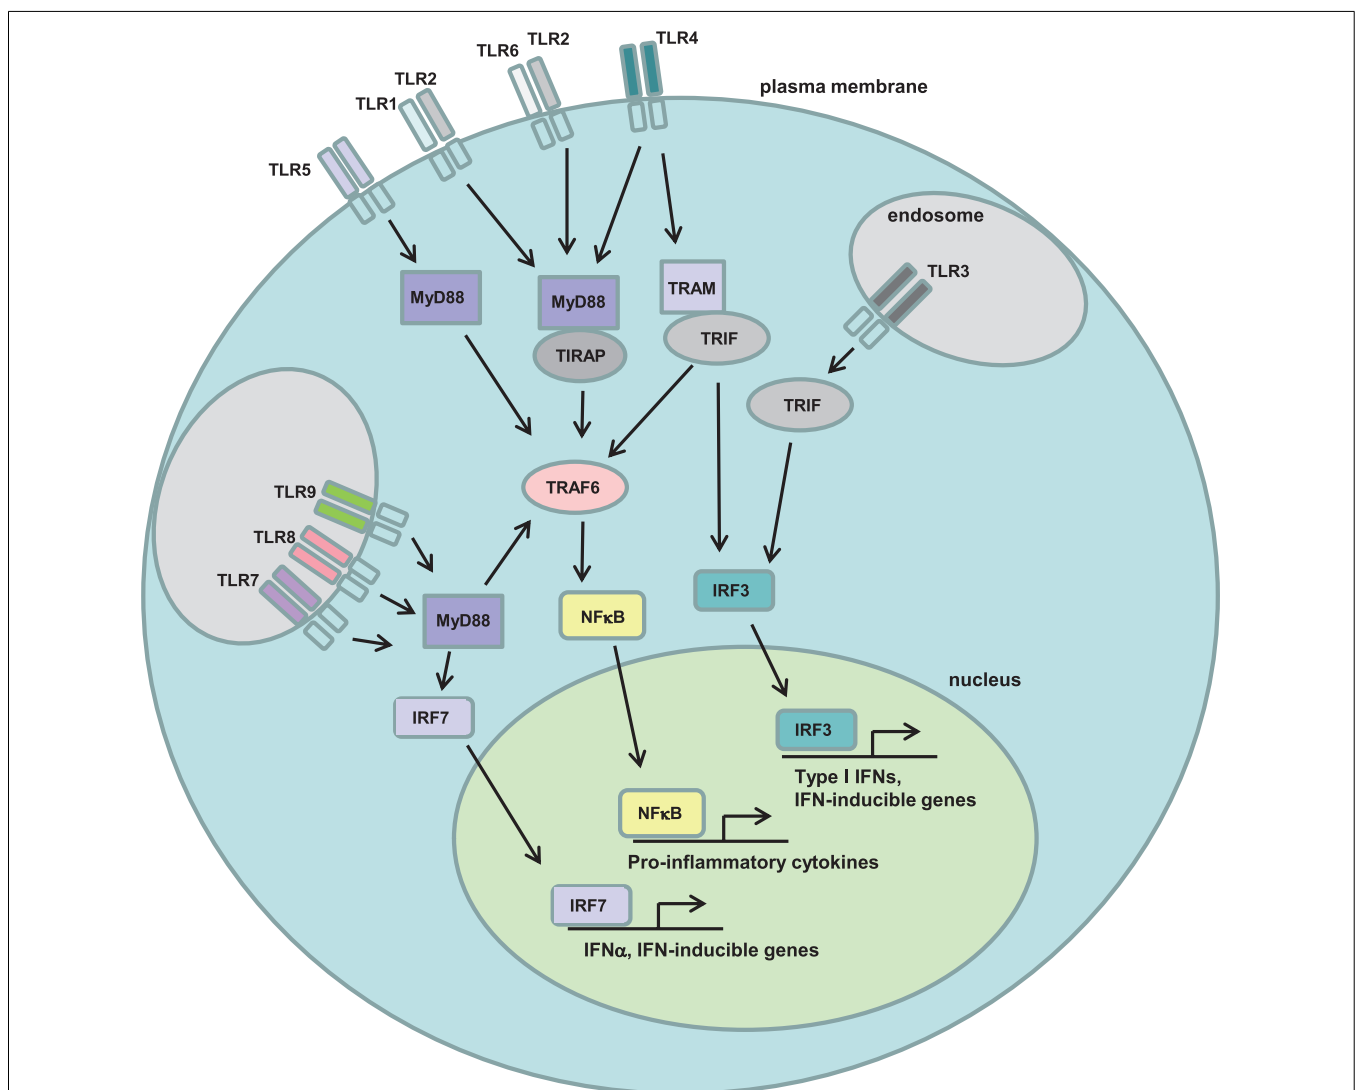 TLR4
TLR2
TLR6
TLR2
TLR1
plasma membrane
TLR5
endosome
TLR3
MyD88
MyD88
TRAM
TIRAP
TRIF
TRIF
TRAF6
TLR9
TLR8
TLR7
MyD88
NFκB
IRF3
nucleus
IRF7
IRF3
Type I IFNs,
IFN-inducible genes
NFκB
Pro-inflammatory cytokines
IRF7
IFNα, IFN-inducible genes